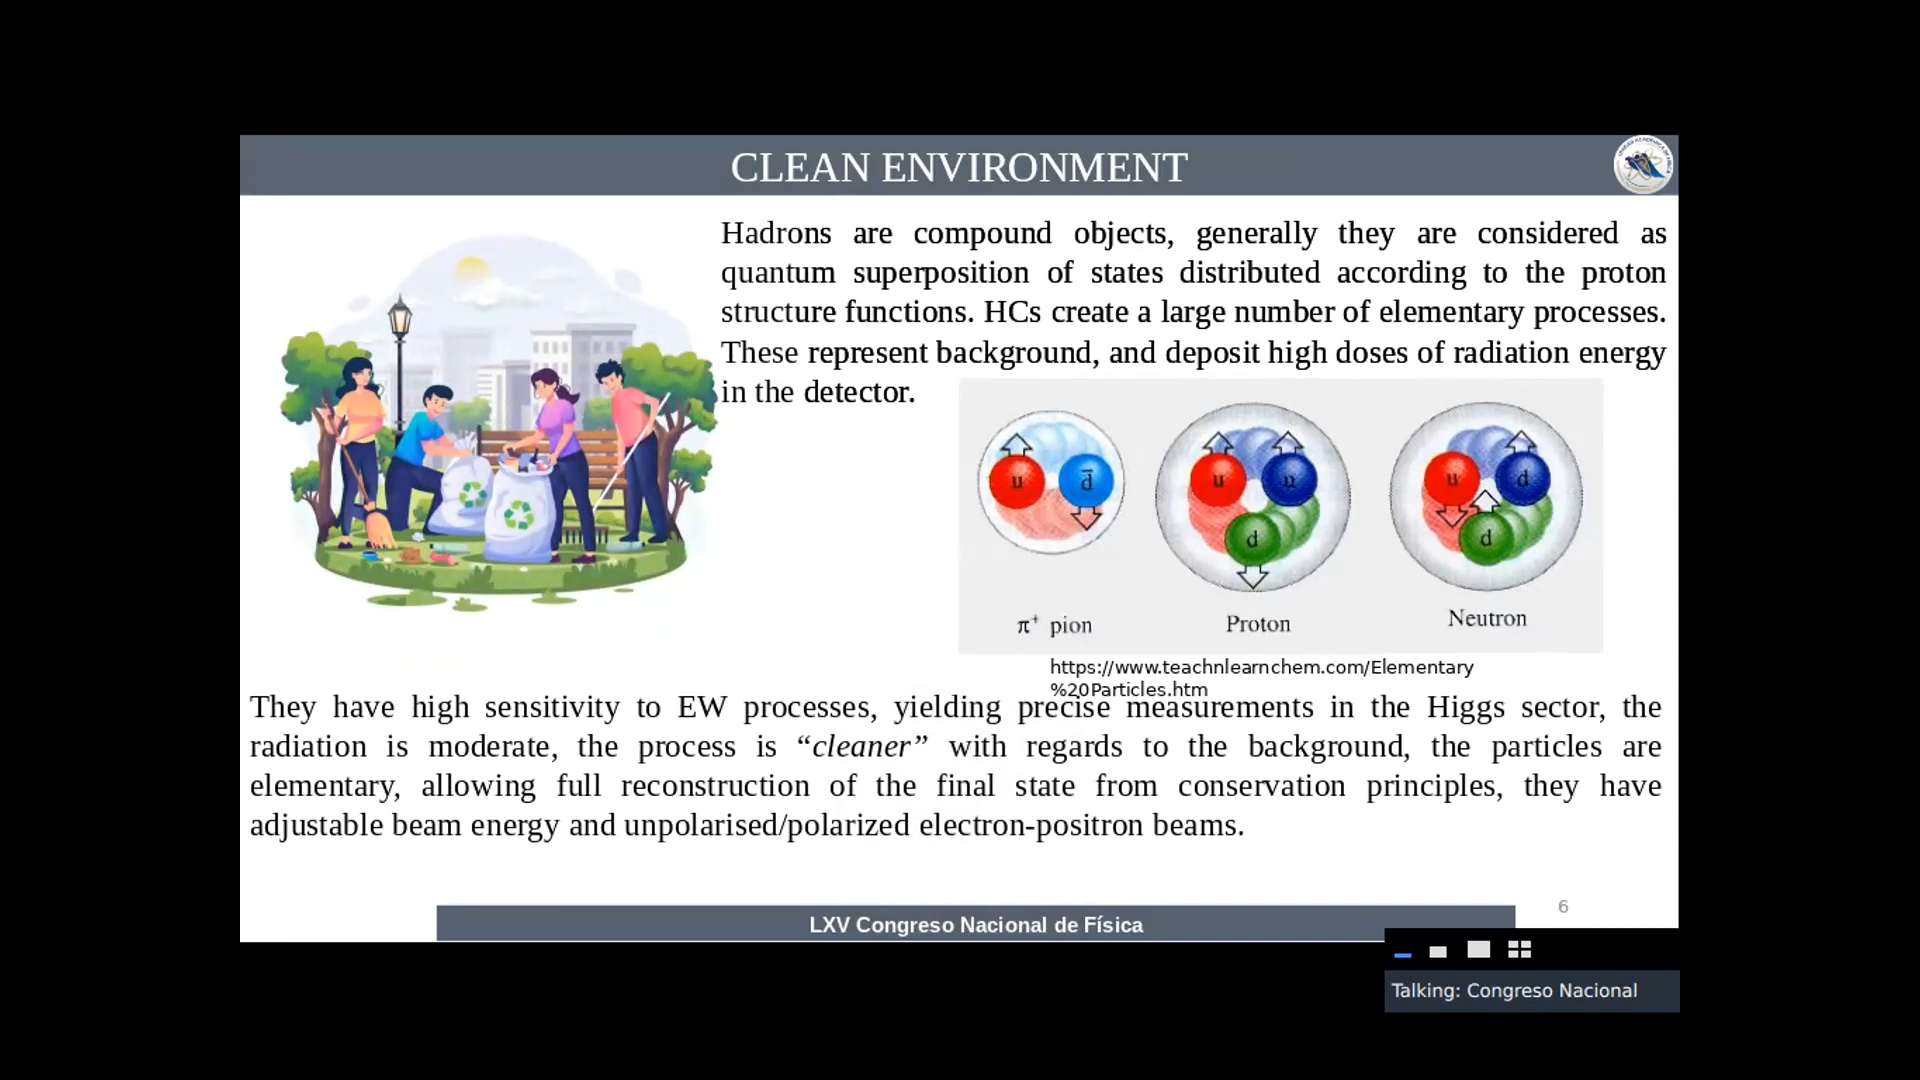 CLEAN ENVIRONMENT
Hadrons are compound objects, generally they are considered as
quantum superposition of states distributed according to the proton
structure functions. HCs create a large number of elementary processes.
These represent background, and deposit high doses of radiation energy
in the detector.
u
d̅
u
u
d
u
d
d
π⁺ pion
Proton
Neutron
https://www.teachnlearnchem.com/Elementary
%20Particles.htm
They have high sensitivity to EW processes, yielding precise measurements in the Higgs sector, the
radiation is moderate, the process is “cleaner” with regards to the background, the particles are
elementary, allowing full reconstruction of the final state from conservation principles, they have
adjustable beam energy and unpolarised/polarized electron-positron beams.
LXV Congreso Nacional de Física
6
Talking: Congreso Nacional